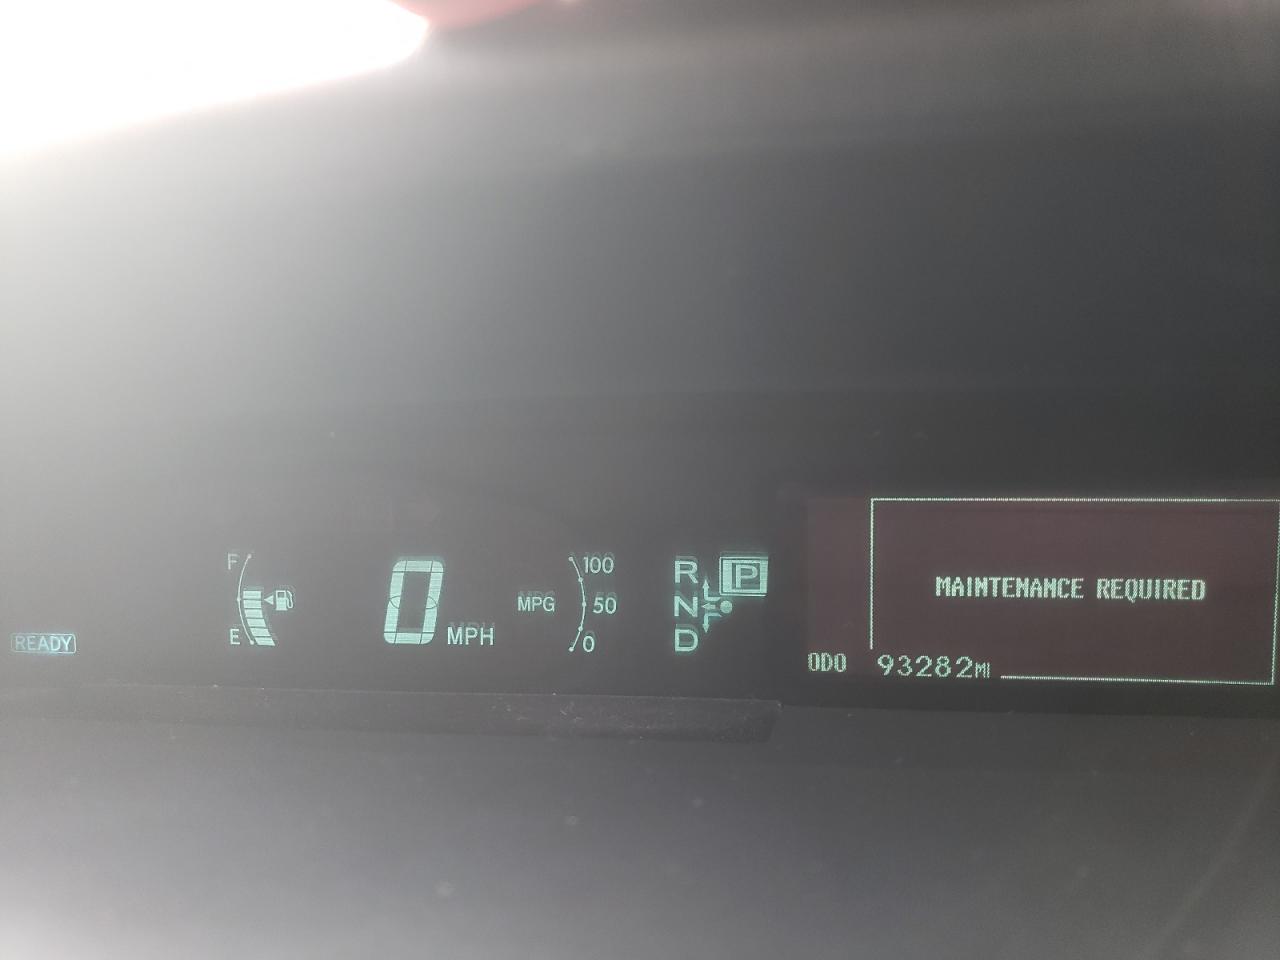 READY
F
E
0 MPH
MPG
100
50
0
R
N
D
P
MAINTENANCE REQUIRED
ODO 93282MI